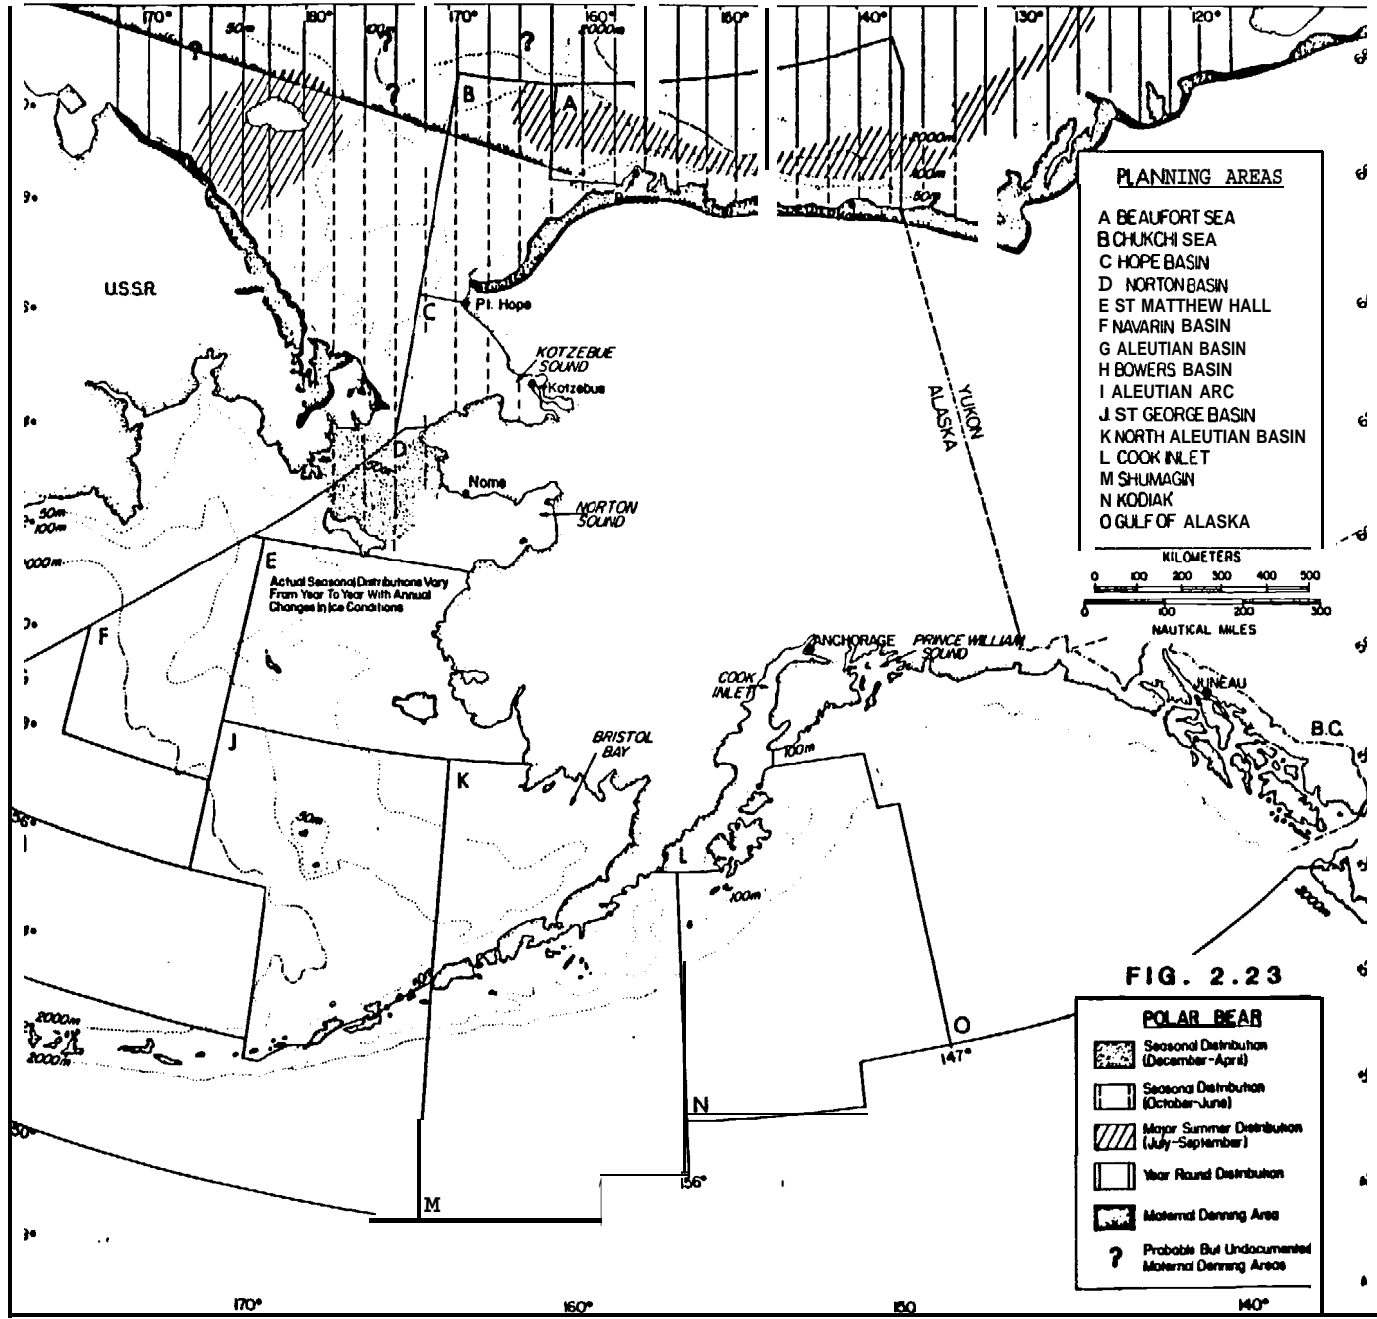 170° 180° 170° 160° 150° 140° 130° 120°
50m 2000m
?
?
?
?
B
A
2000m
100m
50m
PLANNING AREAS
A BEAUFORT SEA
B CHUKCHI SEA
C HOPE BASIN
D NORTON BASIN
E ST MATTHEW HALL
F NAVARIN BASIN
G ALEUTIAN BASIN
H BOWERS BASIN
I ALEUTIAN ARC
J ST GEORGE BASIN
K NORTH ALEUTIAN BASIN
L COOK INLET
M SHUMAGIN
N KODIAK
O GULF OF ALASKA
KILOMETERS
0 100 200 300 400 500
0 100 200 300
NAUTICAL MILES
U.S.S.R.
C
Pt. Hope
KOTZEBUE
SOUND
Kotzebue
YUKON
ALASKA
D
50m
Nome
NORTON
SOUND
50m
100m
E
Actual Seasonal Distributions Vary
From Year To Year With Annual
Changes In Ice Conditions
F
ANCHORAGE
PRINCE WILLIAM
SOUND
COOK
INLET
JUNEAU
B.C.
J
BRISTOL
BAY
100m
K
50m
56°
L
100m
2000m
2000m
2000m
O
147°
N
156°
M
FIG. 2.23
POLAR BEAR
Seasonal Distribution
(December-April)
Seasonal Distribution
(October-June)
Major Summer Distribution
(July-September)
Year Round Distribution
Maternal Denning Area
? Probable But Undocumented
Maternal Denning Areas
170° 160° 150 140°